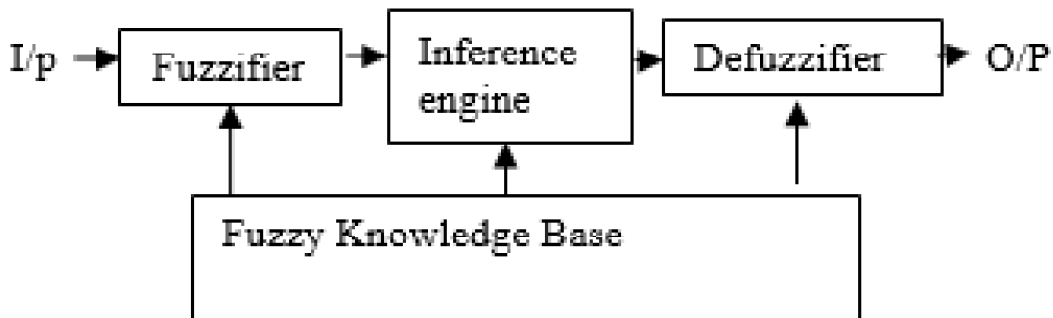 I/p
Fuzzifier
Inference
engine
Defuzzifier
O/P
Fuzzy Knowledge Base